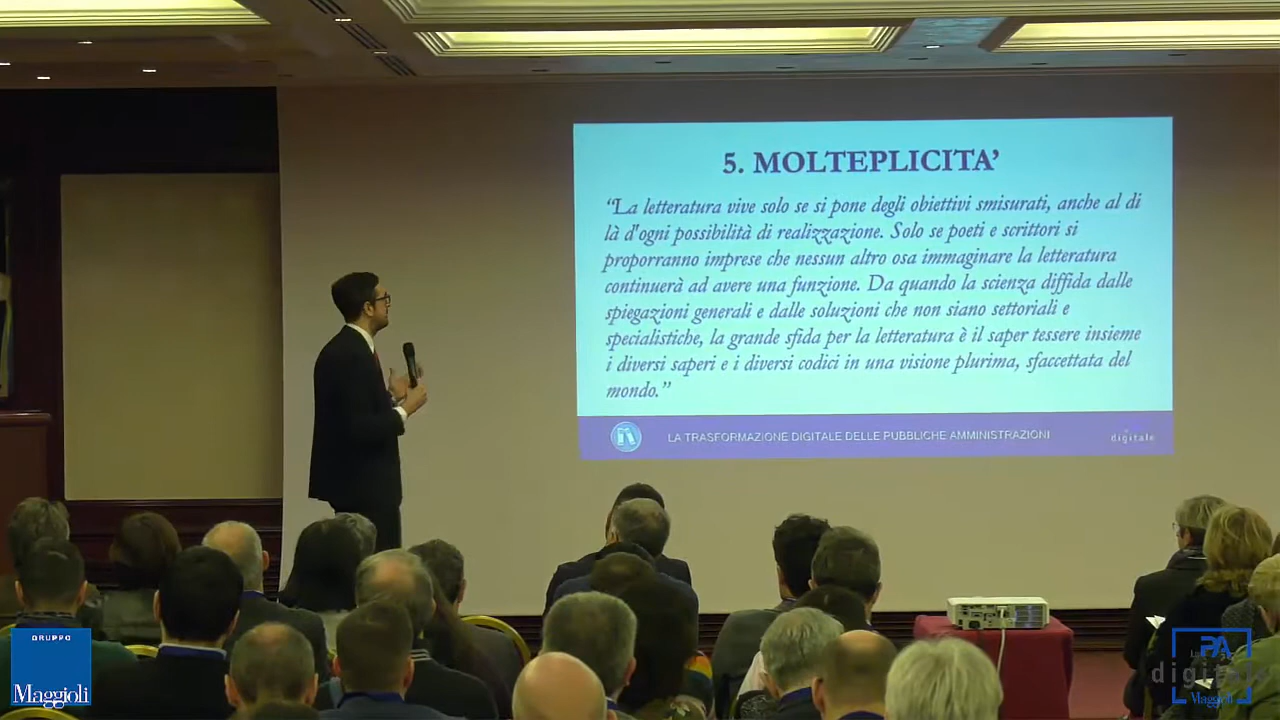 5. MOLTEPLICITA’
“La letteratura vive solo se si pone degli obiettivi smisurati, anche al di
là d'ogni possibilità di realizzazione. Solo se poeti e scrittori si
proporranno imprese che nessun altro osa immaginare la letteratura
continuerà ad avere una funzione. Da quando la scienza diffida dalle
spiegazioni generali e dalle soluzioni che non siano settoriali e
specialistiche, la grande sfida per la letteratura è il saper tessere insieme
i diversi saperi e i diversi codici in una visione plurima, sfaccettata del
mondo.”
LA TRASFORMAZIONE DIGITALE DELLE PUBBLICHE AMMINISTRAZIONI
digitale
GRUPPO
Maggioli
PA
digitale
Maggioli